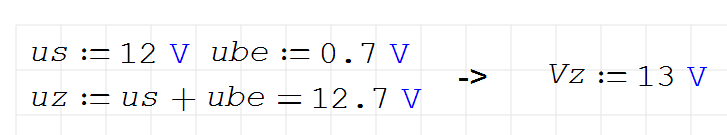 us := 12 V ube := 0.7 V
uz := us + ube = 12.7 V -> Vz := 13 V